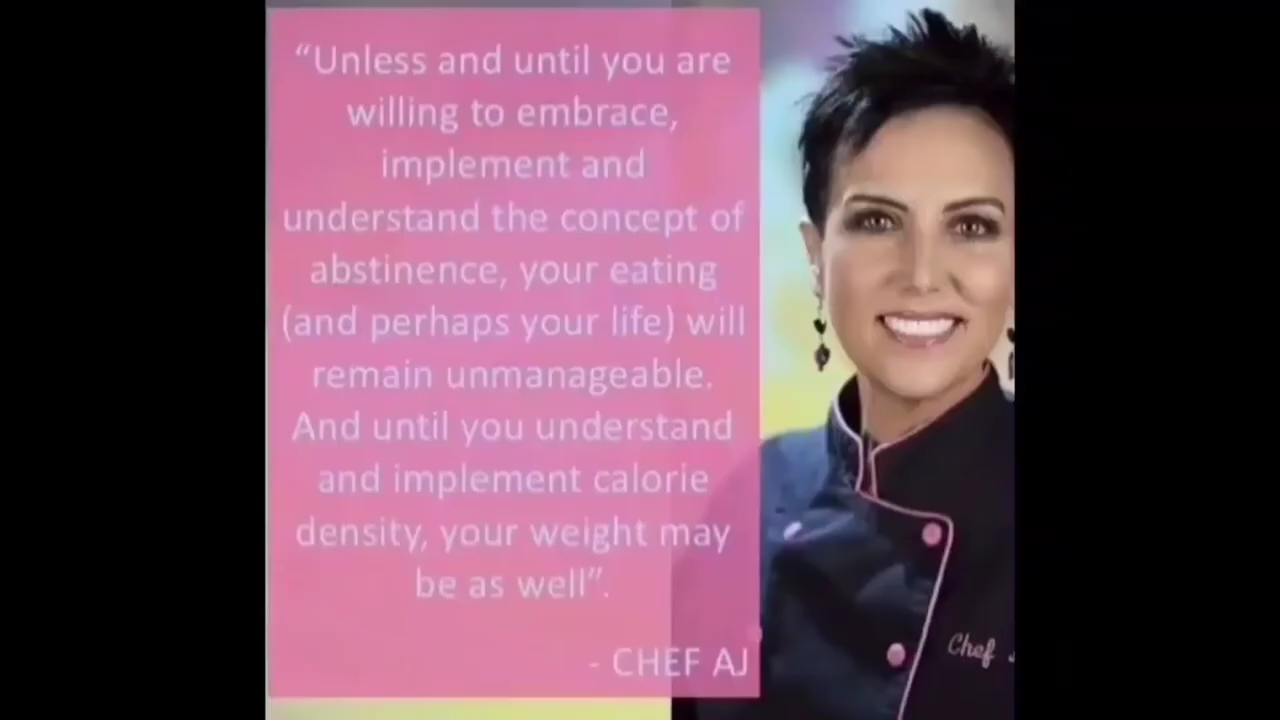 “Unless and until you are
willing to embrace,
implement and
understand the concept of
abstinence, your eating
(and perhaps your life) will
remain unmanageable.
And until you understand
and implement calorie
density, your weight may
be as well”.
- CHEF AJ
Chef